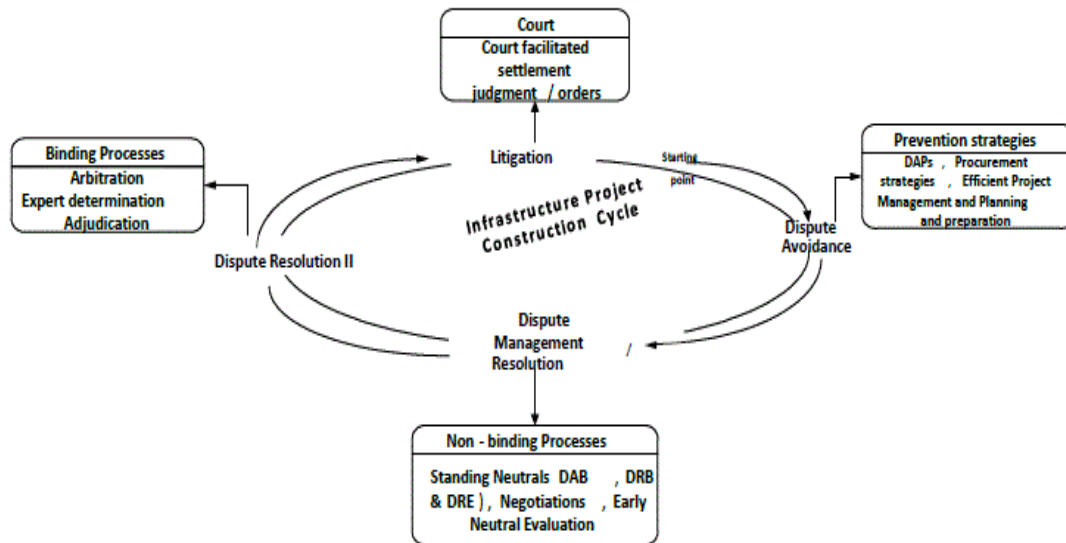 Court
Court facilitated
settlement
judgment / orders
Binding Processes
Arbitration
Expert determination
Adjudication
Prevention strategies
DAPs , Procurement
strategies , Efficient Project
Management and Planning
and preparation
Litigation
Starting
point
Infrastructure Project
Construction Cycle
Dispute
Avoidance
Dispute Resolution II
Dispute
Management
Resolution /
Non - binding Processes
Standing Neutrals DAB , DRB
& DRE ) , Negotiations , Early
Neutral Evaluation